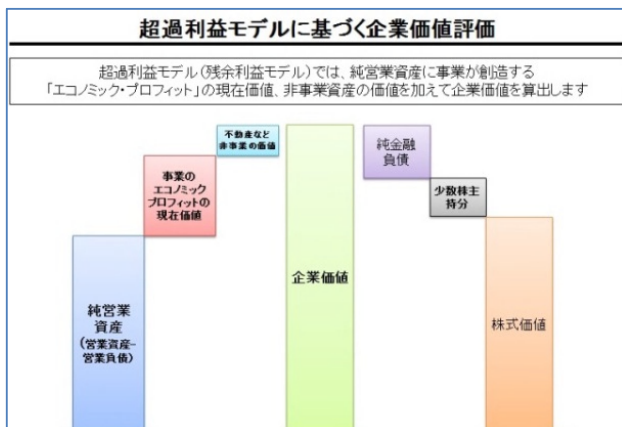 超過利益モデルに基づく企業価値評価
超過利益モデル(残余利益モデル)では、純営業資産に事業が創造する
「エコノミック・プロフィット」の現在価値、非事業資産の価値を加えて企業価値を算出します
不動産など
非事業の価値
純金融
負債
事業の
エコノミック
プロフィットの
現在価値
少数株主
持分
企業価値
純営業
資産
(営業資産-
営業負債)
株式価値